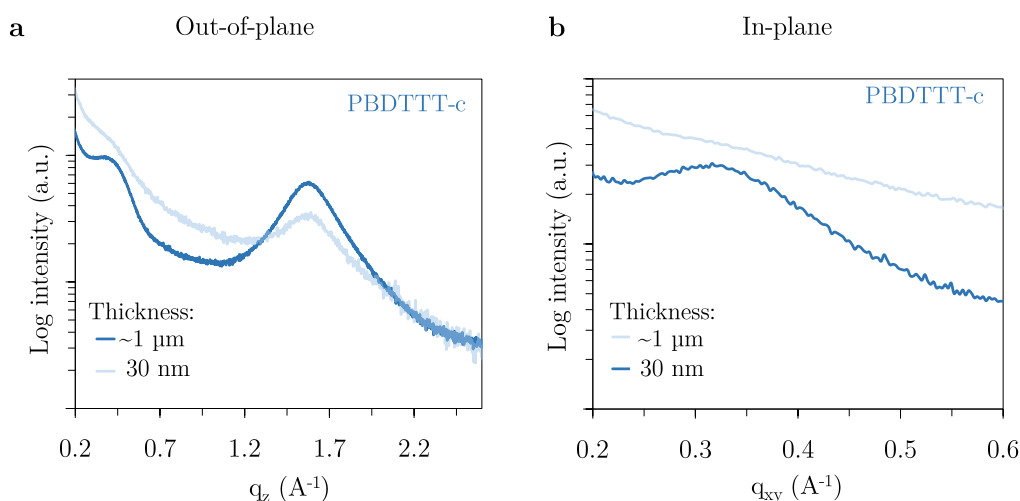 a
Out-of-plane
PBDTTT-c
Log intensity (a.u.)
Thickness:
~1 µm
30 nm
0.2 0.7 1.2 1.7 2.2
q_z (A^-1)
b
In-plane
PBDTTT-c
Log intensity (a.u.)
Thickness:
~1 µm
30 nm
0.2 0.3 0.4 0.5 0.6
q_xy (A^-1)